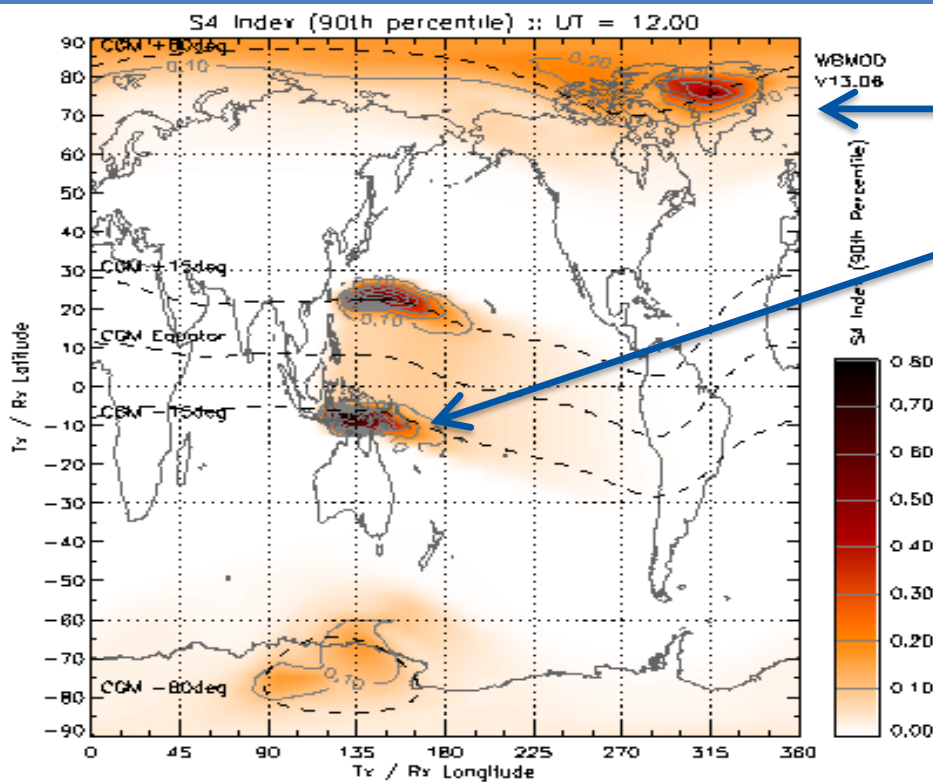 S4 Index (90th percentile) :: UT = 12.00
WBMOD
V13.06
CGM +80deg
0.10
0.20
CGM +15deg
0.10
CGM Equator
CGM -15deg
CGM -80deg
0.10
90
80
70
60
50
40
30
20
10
0
-10
-20
-30
-40
-50
-60
-70
-80
-90
Tx / Rx Latitude
0 45 90 135 180 225 270 315 360
Tx / Rx Longitude
S4 Index (90th Percentile)
0.80
0.70
0.60
0.50
0.40
0.30
0.20
0.10
0.00